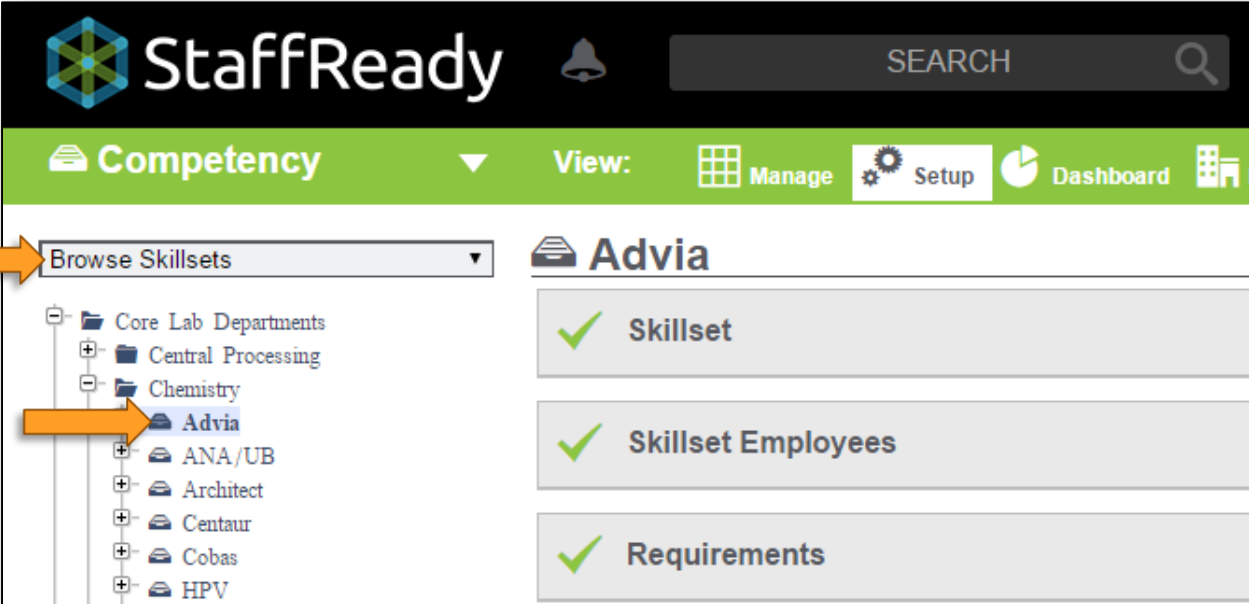 StaffReady
SEARCH
Competency
View:
Manage
Setup
Dashboard
Browse Skillsets
Advia
Core Lab Departments
Central Processing
Chemistry
Advia
ANA/UB
Architect
Centaur
Cobas
HPV
Skillset
Skillset Employees
Requirements